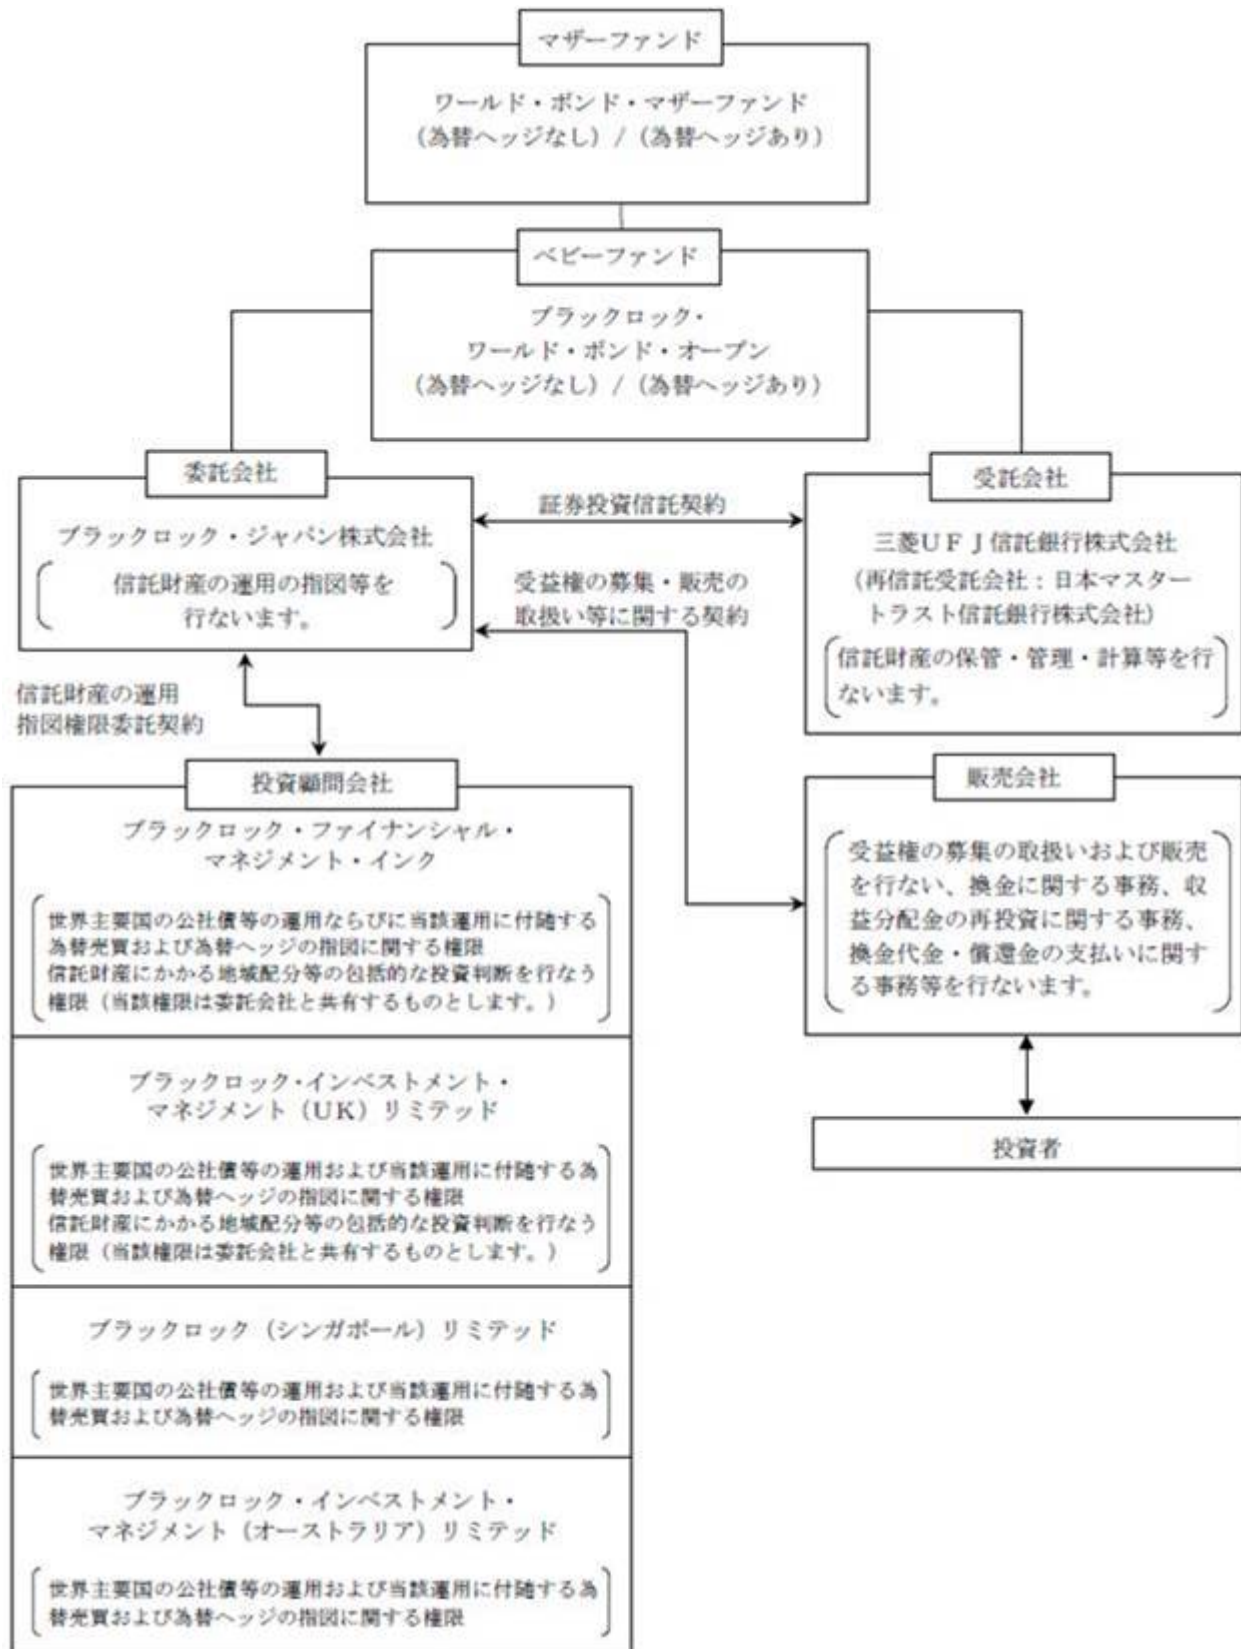 マザーファンド
ワールド・ボンド・マザーファンド
(為替ヘッジなし) / (為替ヘッジあり)
ベビーファンド
ブラックロック・
ワールド・ボンド・オープン
(為替ヘッジなし) / (為替ヘッジあり)
委託会社
ブラックロック・ジャパン株式会社
信託財産の運用の指図等を
行ないます。
証券投資信託契約
受益権の募集・販売の
取扱い等に関する契約
受託会社
三菱UFJ信託銀行株式会社
(再信託受託会社:日本マスター
トラスト信託銀行株式会社)
信託財産の保管・管理・計算等を行
ないます。
信託財産の運用
指図権限委託契約
投資顧問会社
ブラックロック・ファイナンシャル・
マネジメント・インク
世界主要国の公社債等の運用ならびに当該運用に付随する
為替売買および為替ヘッジの指図に関する権限
信託財産にかかる地域配分等の包括的な投資判断を行なう
権限(当該権限は委託会社と共有するものとします。)
ブラックロック・インベストメント・
マネジメント(UK)リミテッド
世界主要国の公社債等の運用および当該運用に付随する為
替売買および為替ヘッジの指図に関する権限
信託財産にかかる地域配分等の包括的な投資判断を行なう
権限(当該権限は委託会社と共有するものとします。)
ブラックロック(シンガポール)リミテッド
世界主要国の公社債等の運用および当該運用に付随する為
替売買および為替ヘッジの指図に関する権限
ブラックロック・インベストメント・
マネジメント(オーストラリア)リミテッド
世界主要国の公社債等の運用および当該運用に付随する為
替売買および為替ヘッジの指図に関する権限
販売会社
受益権の募集の取扱いおよび販売
を行ない、換金に関する事務、収
益分配金の再投資に関する事務、
換金代金・償還金の支払いに関す
る事務等を行ないます。
投資者